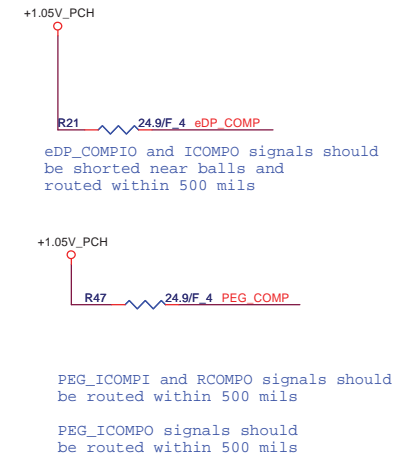 +1.05V_PCH
R21 24.9/F_4 eDP_COMP
eDP_COMPIO and ICOMPO signals should
be shorted near balls and
routed within 500 mils
+1.05V_PCH
R47 24.9/F_4 PEG_COMP
PEG_ICOMPI and RCOMPO signals should
be routed within 500 mils
PEG_ICOMPO signals should
be routed within 500 mils